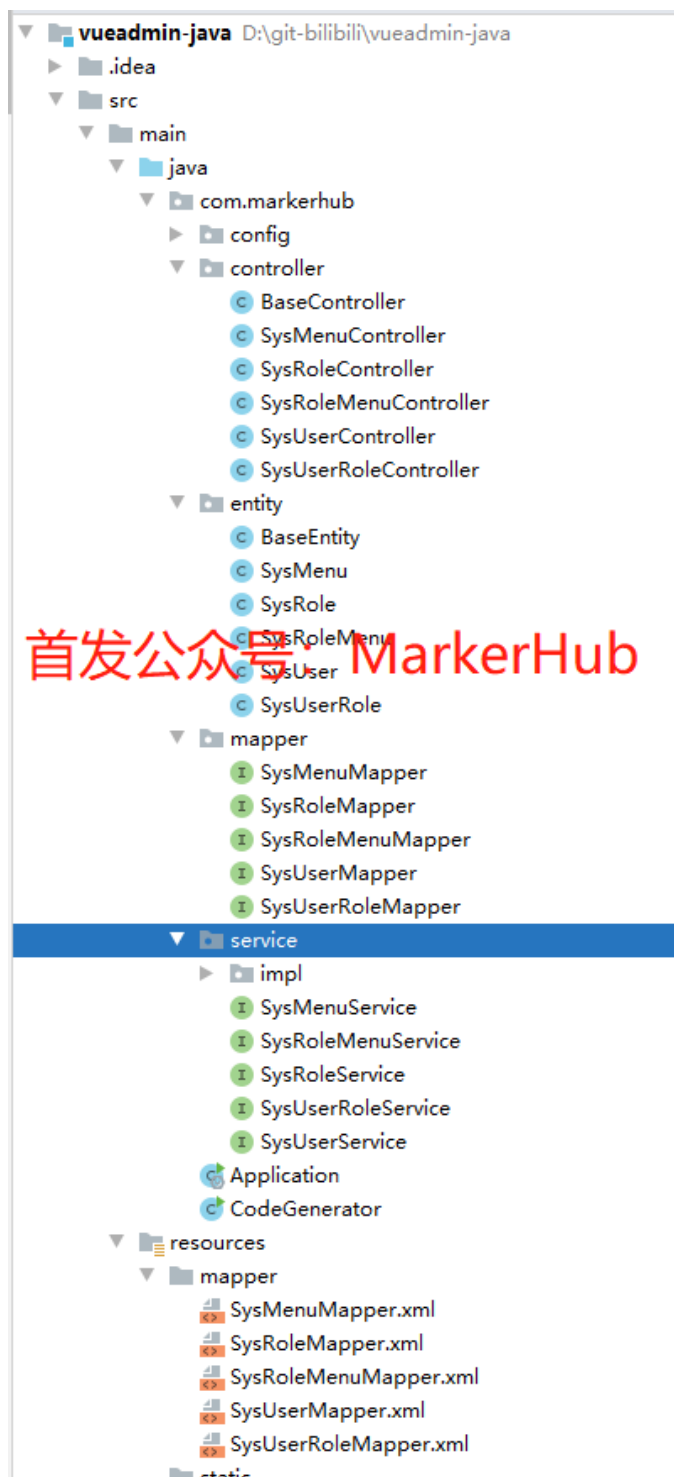 vueadmin-java D:\git-bilibili\vueadmin-java
.idea
src
main
java
com.markerhub
config
controller
BaseController
SysMenuController
SysRoleController
SysRoleMenuController
SysUserController
SysUserRoleController
entity
BaseEntity
SysMenu
SysRole
SysRoleMenu
首发公众号：MarkerHub
SysUser
SysUserRole
mapper
SysMenuMapper
SysRoleMapper
SysRoleMenuMapper
SysUserMapper
SysUserRoleMapper
service
impl
SysMenuService
SysRoleMenuService
SysRoleService
SysUserRoleService
SysUserService
Application
CodeGenerator
resources
mapper
SysMenuMapper.xml
SysRoleMapper.xml
SysRoleMenuMapper.xml
SysUserMapper.xml
SysUserRoleMapper.xml